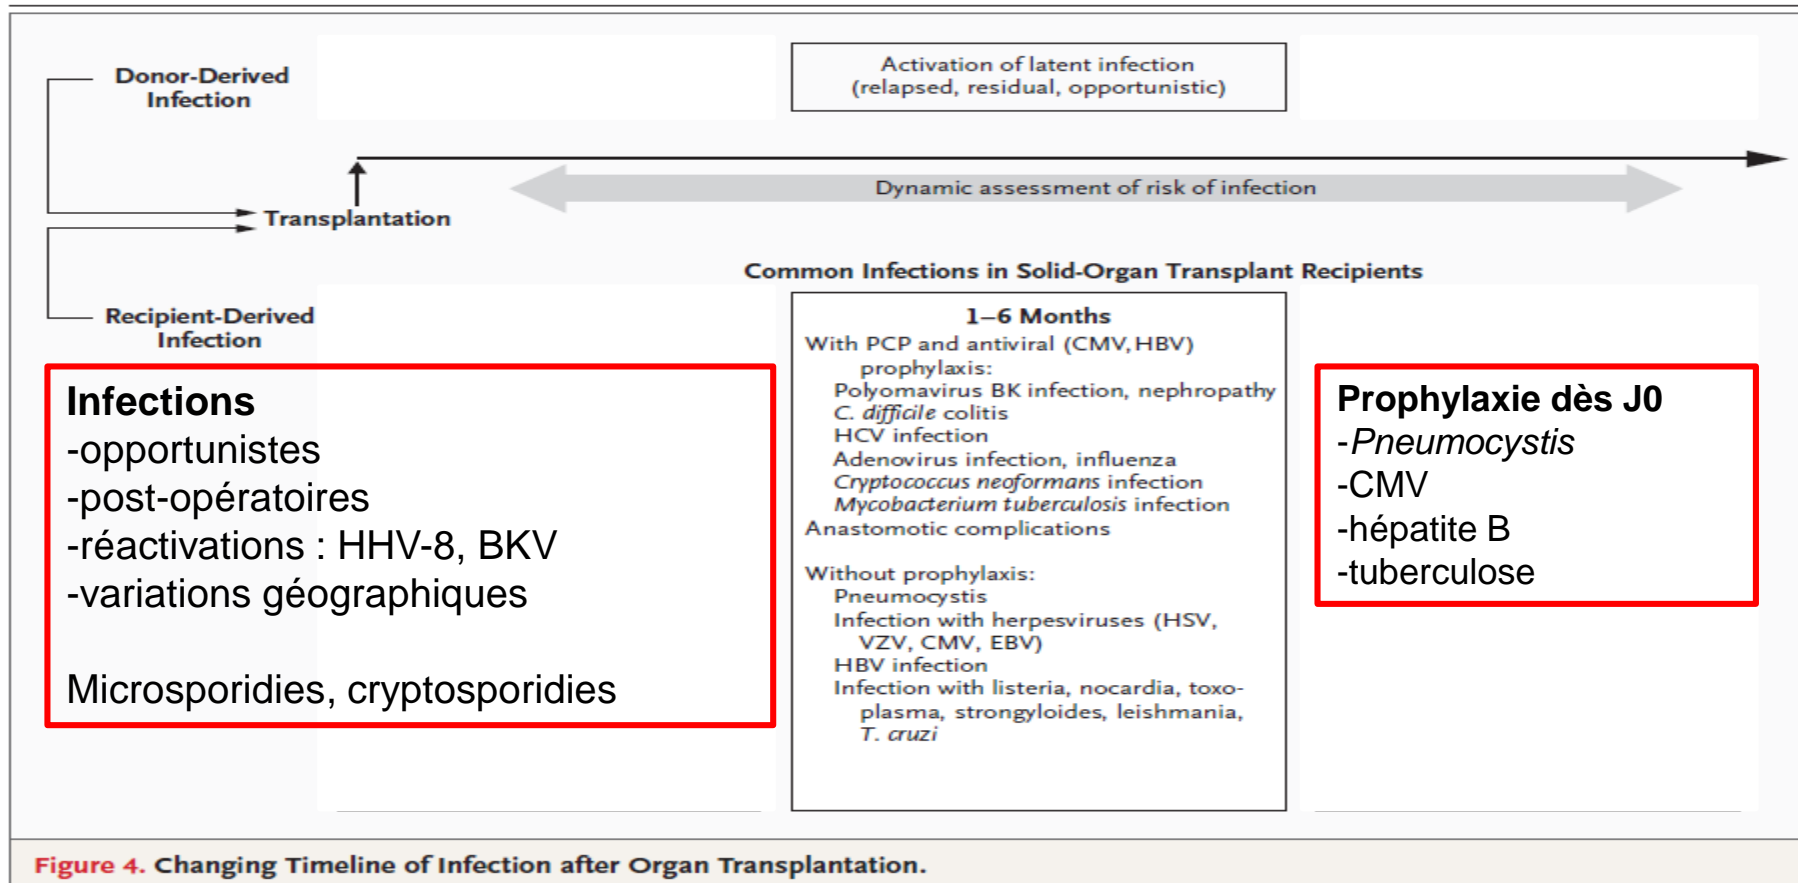 Donor-Derived
Infection
Activation of latent infection
(relapsed, residual, opportunistic)
Dynamic assessment of risk of infection
Transplantation
Common Infections in Solid-Organ Transplant Recipients
Recipient-Derived
Infection
Infections
-opportunistes
-post-opératoires
-réactivations : HHV-8, BKV
-variations géographiques
Microsporidies, cryptosporidies
1–6 Months
With PCP and antiviral (CMV, HBV)
prophylaxis:
Polyomavirus BK infection, nephropathy
C. difficile colitis
HCV infection
Adenovirus infection, influenza
Cryptococcus neoformans infection
Mycobacterium tuberculosis infection
Anastomotic complications
Without prophylaxis:
Pneumocystis
Infection with herpesviruses (HSV,
VZV, CMV, EBV)
HBV infection
Infection with listeria, nocardia, toxo-
plasma, strongyloides, leishmania,
T. cruzi
Prophylaxie dès J0
-Pneumocystis
-CMV
-hépatite B
-tuberculose
Figure 4. Changing Timeline of Infection after Organ Transplantation.